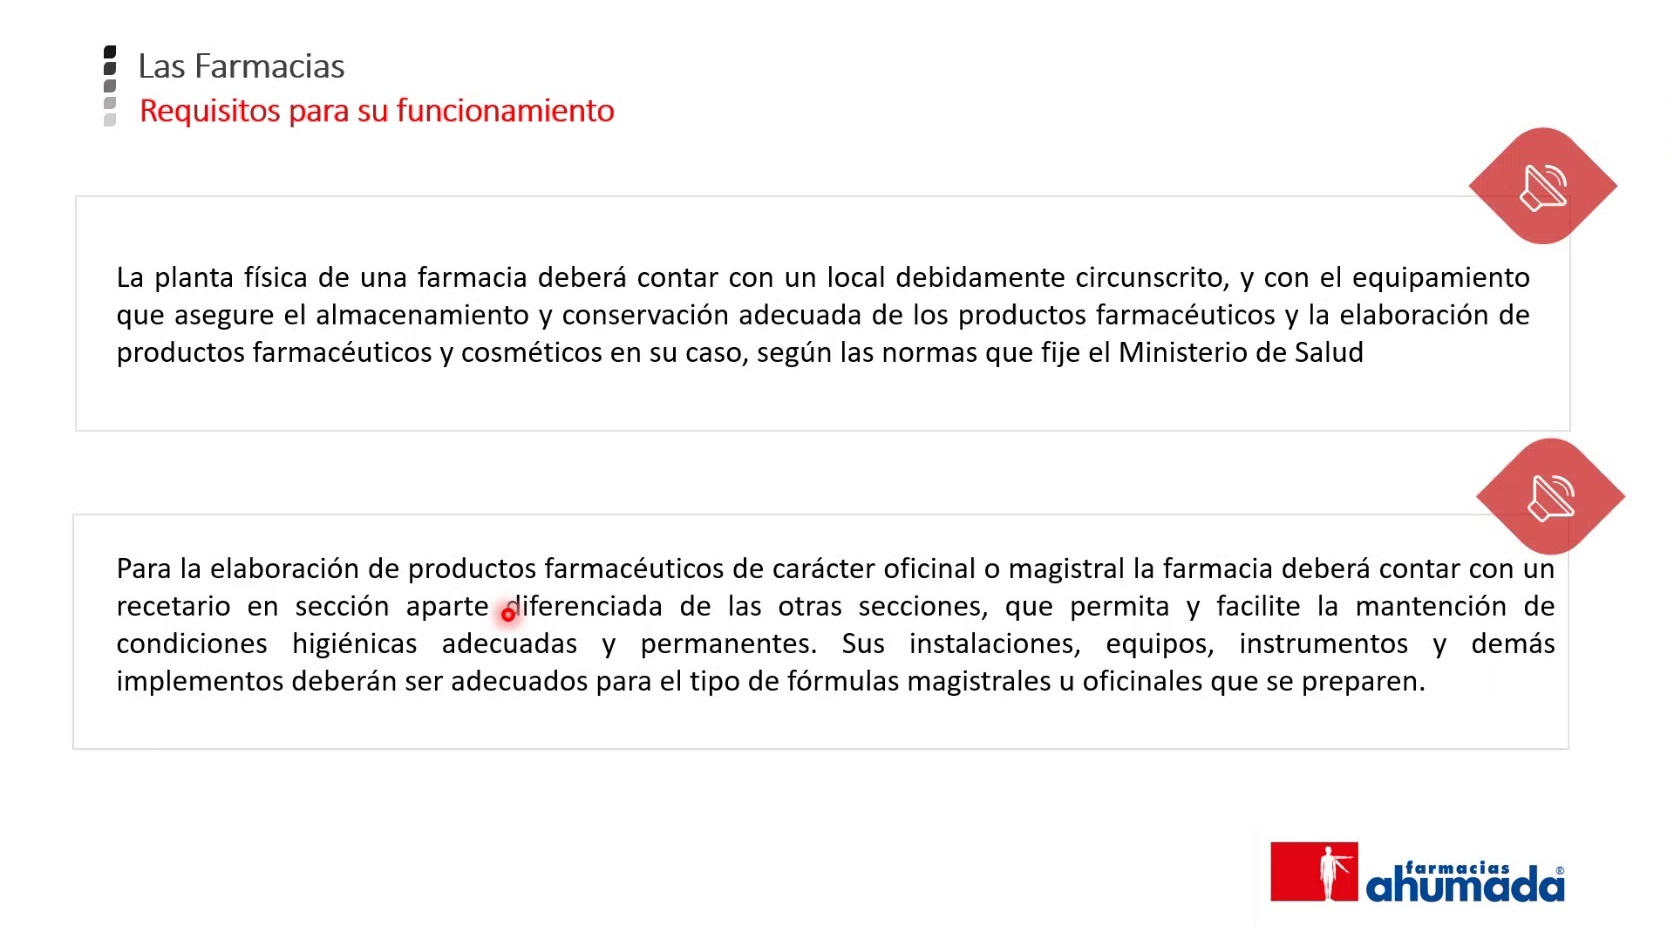 Las Farmacias
Requisitos para su funcionamiento
La planta física de una farmacia deberá contar con un local debidamente circunscrito, y con el equipamiento
que asegure el almacenamiento y conservación adecuada de los productos farmacéuticos y la elaboración de
productos farmacéuticos y cosméticos en su caso, según las normas que fije el Ministerio de Salud
Para la elaboración de productos farmacéuticos de carácter oficinal o magistral la farmacia deberá contar con un
recetario en sección aparte diferenciada de las otras secciones, que permita y facilite la mantención de
condiciones higiénicas adecuadas y permanentes. Sus instalaciones, equipos, instrumentos y demás
implementos deberán ser adecuados para el tipo de fórmulas magistrales u oficinales que se preparen.
farmacias
ahumada®